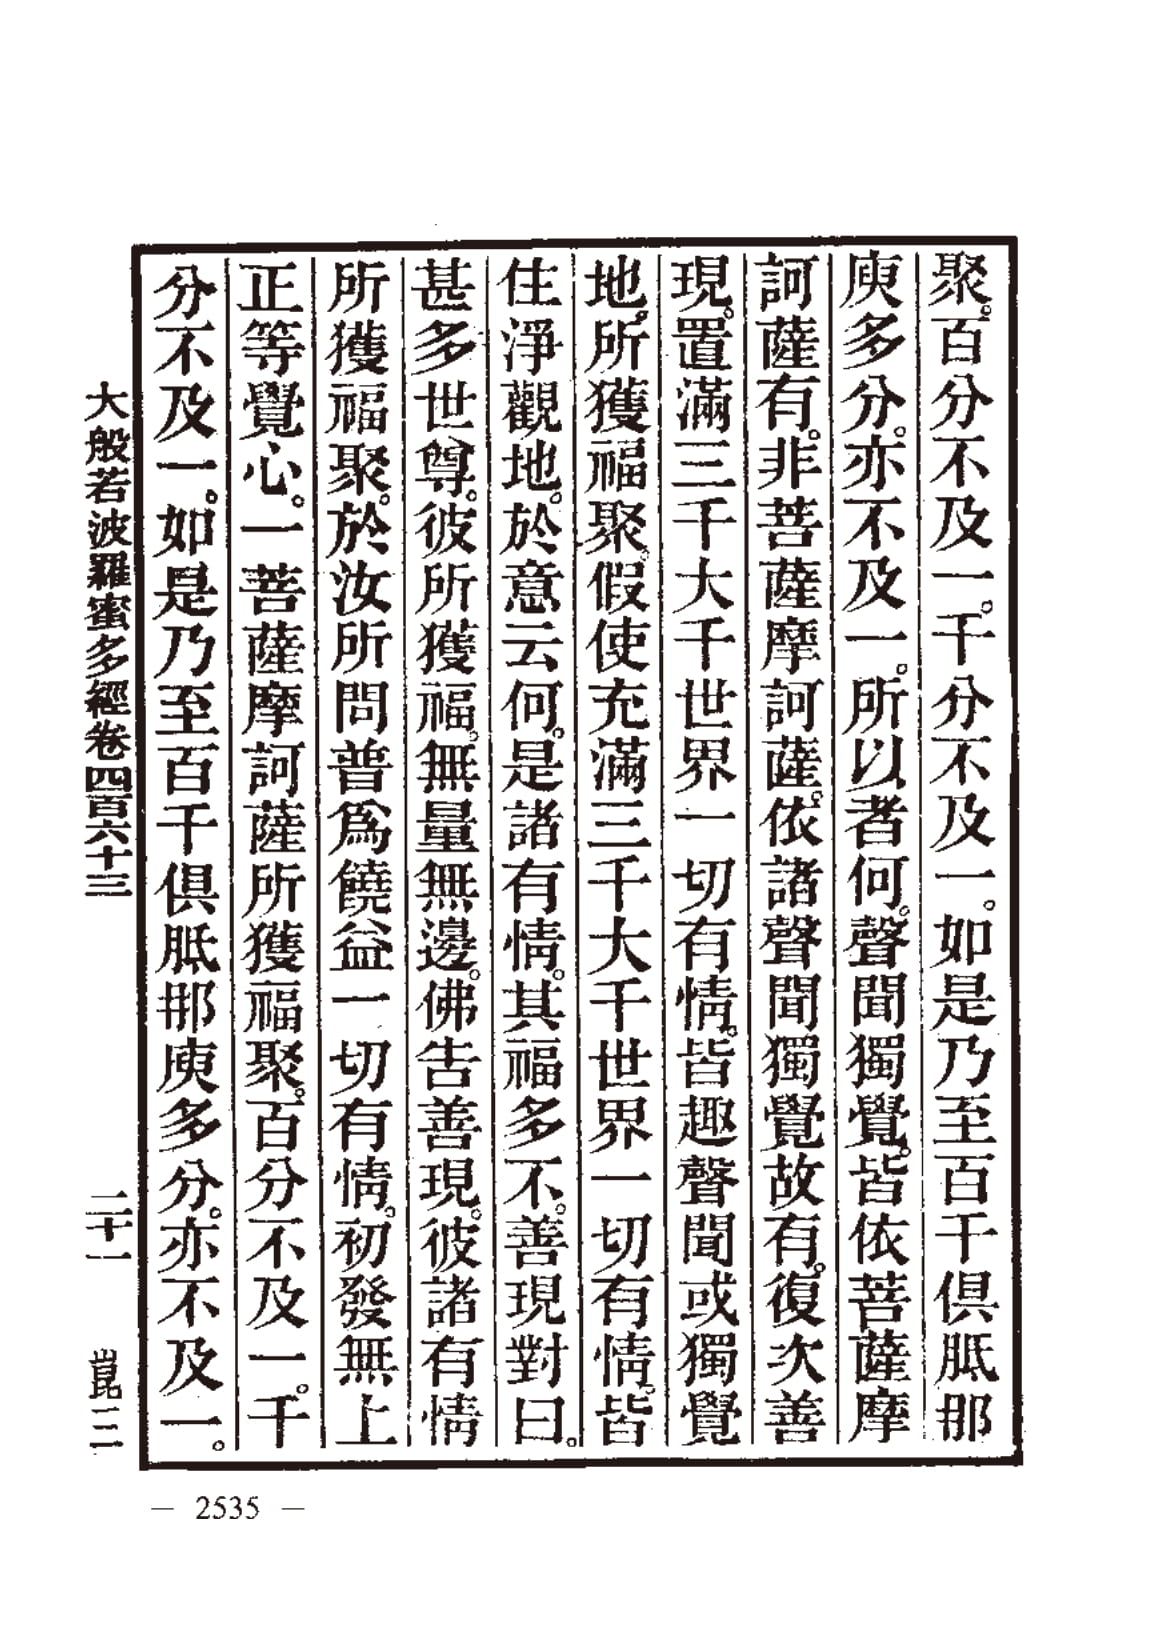 聚。百分不及一。千分不及一。如是乃至百千俱胝那
庾多分。亦不及一。所以者何。聲聞獨覺。皆依菩薩摩
訶薩有。非菩薩摩訶薩。依諸聲聞獨覺故有。復次善
現。置滿三千大千世界一切有情。皆趣聲聞或獨覺
地。所獲福聚。假使充滿三千大千世界一切有情。皆
住淨觀地。於意云何。是諸有情。其福多不。善現對曰。
甚多世尊。彼所獲福。無量無邊。佛告善現。彼諸有情
所獲福聚。於汝所問普爲饒益一切有情。初發無上
正等覺心。一菩薩摩訶薩所獲福聚。百分不及一。千
分不及一。如是乃至百千俱胝那庾多分。亦不及一。
大般若波羅蜜多經卷四百六十三 二十一 崑三
— 2535 —